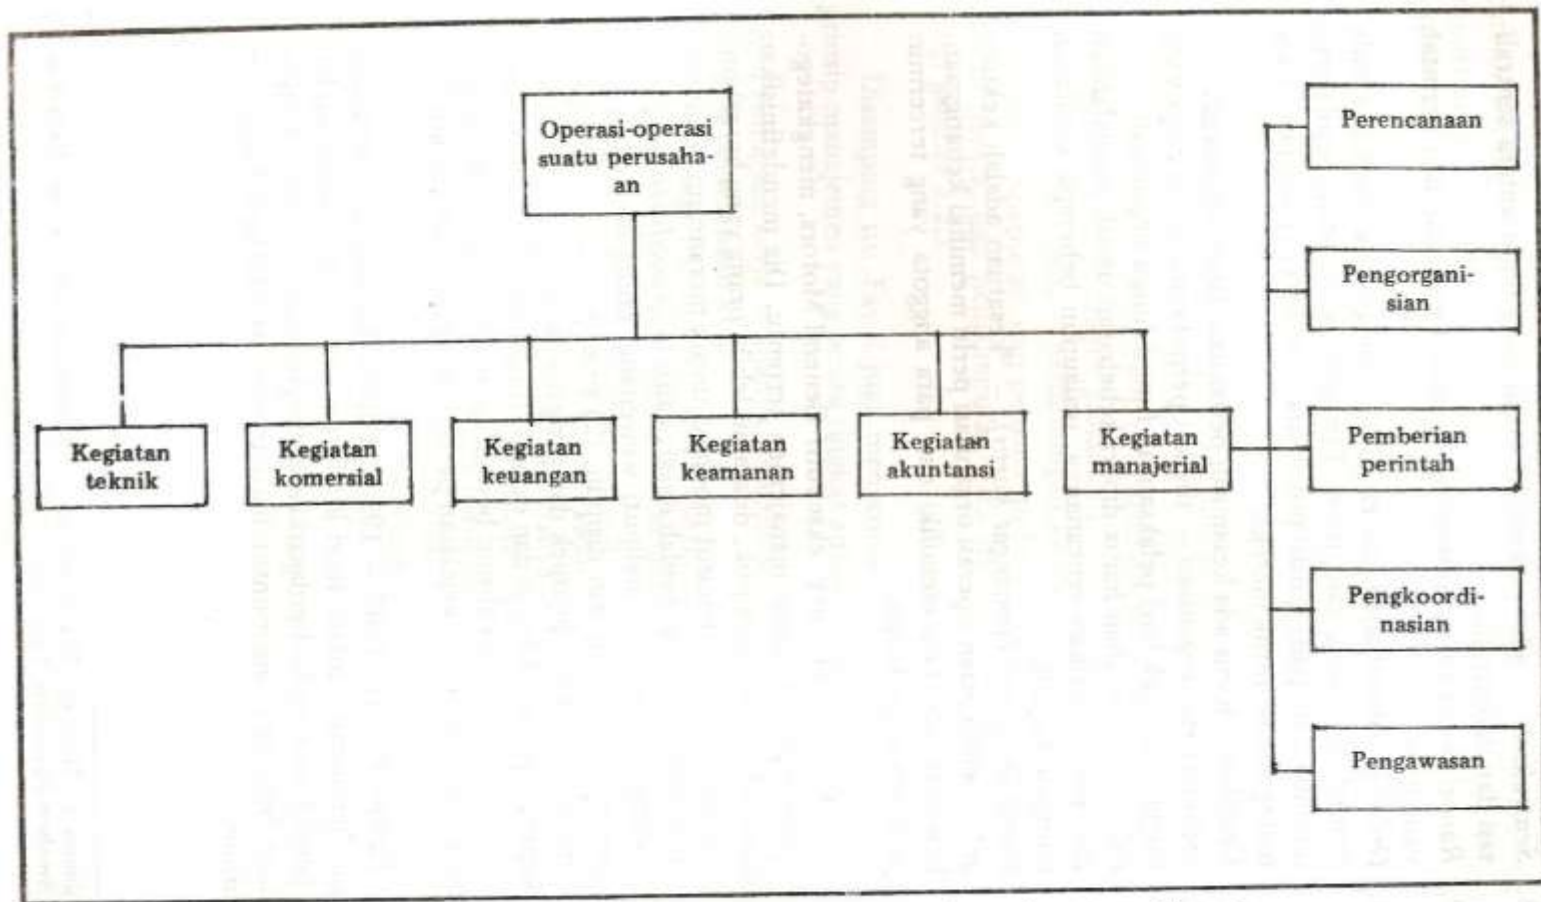 Operasi-operasi
suatu perusaha-
an
Kegiatan
teknik
Kegiatan
komersial
Kegiatan
keuangan
Kegiatan
keamanan
Kegiatan
akuntansi
Kegiatan
manajerial
Perencanaan
Pengorgani-
sian
Pemberian
perintah
Pengkoordi-
nasian
Pengawasan